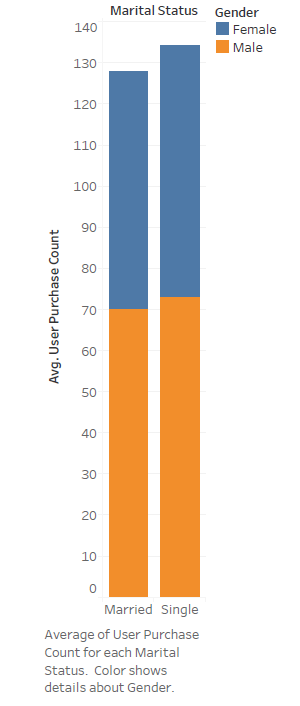 Marital Status
Gender
Female
Male
140
130
120
110
100
90
80
70
60
50
40
30
20
10
0
Avg. User Purchase Count
Married Single
Average of User Purchase
Count for each Marital
Status.  Color shows
details about Gender.